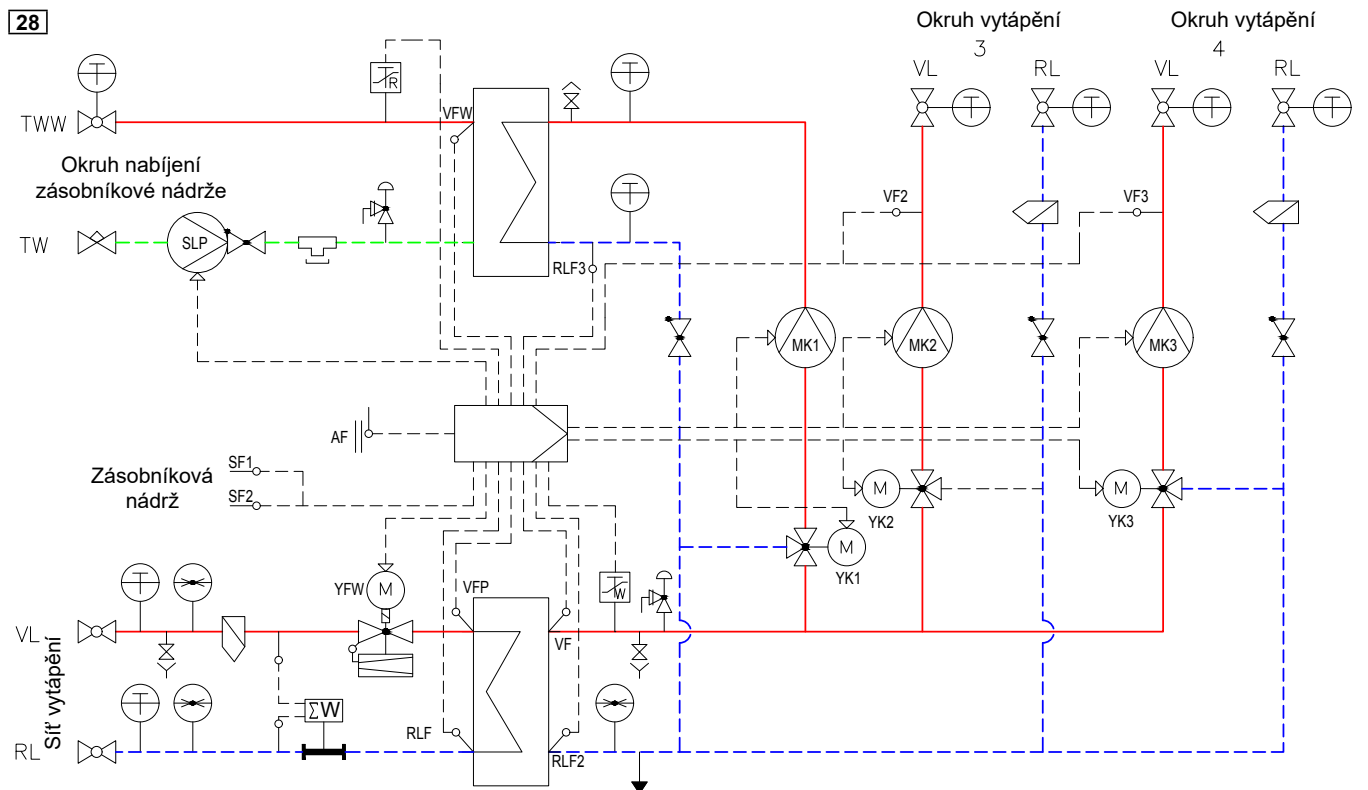 28
Okruh vytápění
3
Okruh vytápění
4
VL
RL
VL
RL
T
T
T
T
T
T
R
TWW
VFW
Okruh nabíjení
zásobníkové nádrže
T
VF2
VF3
TW
SLP
RLF3
MK1
MK2
MK3
AF
SF1
Zásobníková
nádrž
SF2
M
YK2
M
YK3
M
YK1
T
YFW
M
VFP
W
VL
VF
Síť vytápění
T
ΣW
RL
RLF
RLF2